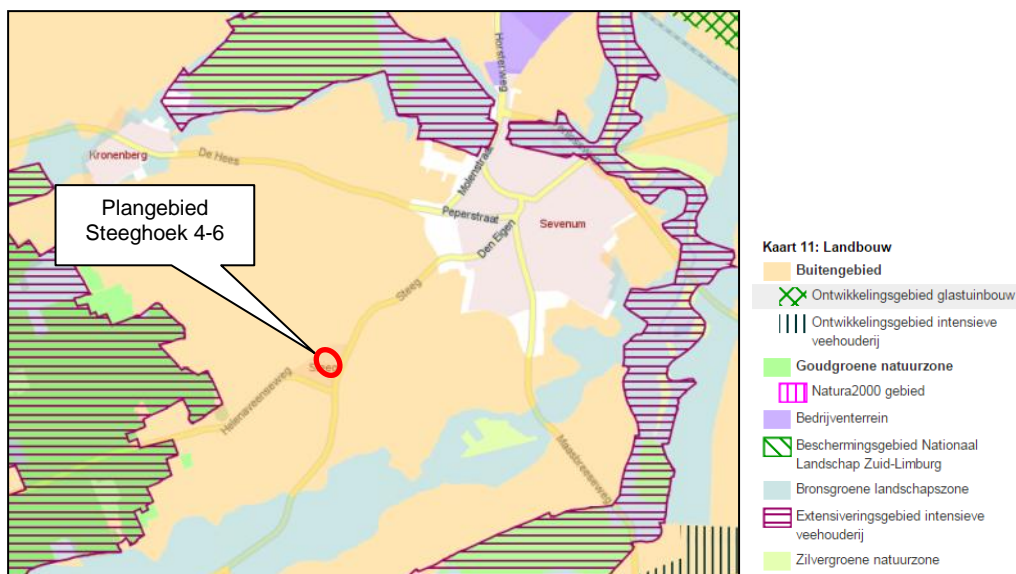 Horsterweg
Kronenberg
De Hees
Molenstraat
Peperstraat
Sevenum
Den Eigen
Plangebied
Steeghoek 4-6
Steeg
Steeg
Helenaveenseweg
Maasbreeseweg
Kaart 11: Landbouw
Buitengebied
Ontwikkelingsgebied glastuinbouw
Ontwikkelingsgebied intensieve
veehouderij
Goudgroene natuurzone
Natura2000 gebied
Bedrijventerrein
Beschermingsgebied Nationaal
Landschap Zuid-Limburg
Bronsgroene landschapszone
Extensiveringsgebied intensieve
veehouderij
Zilvergroene natuurzone